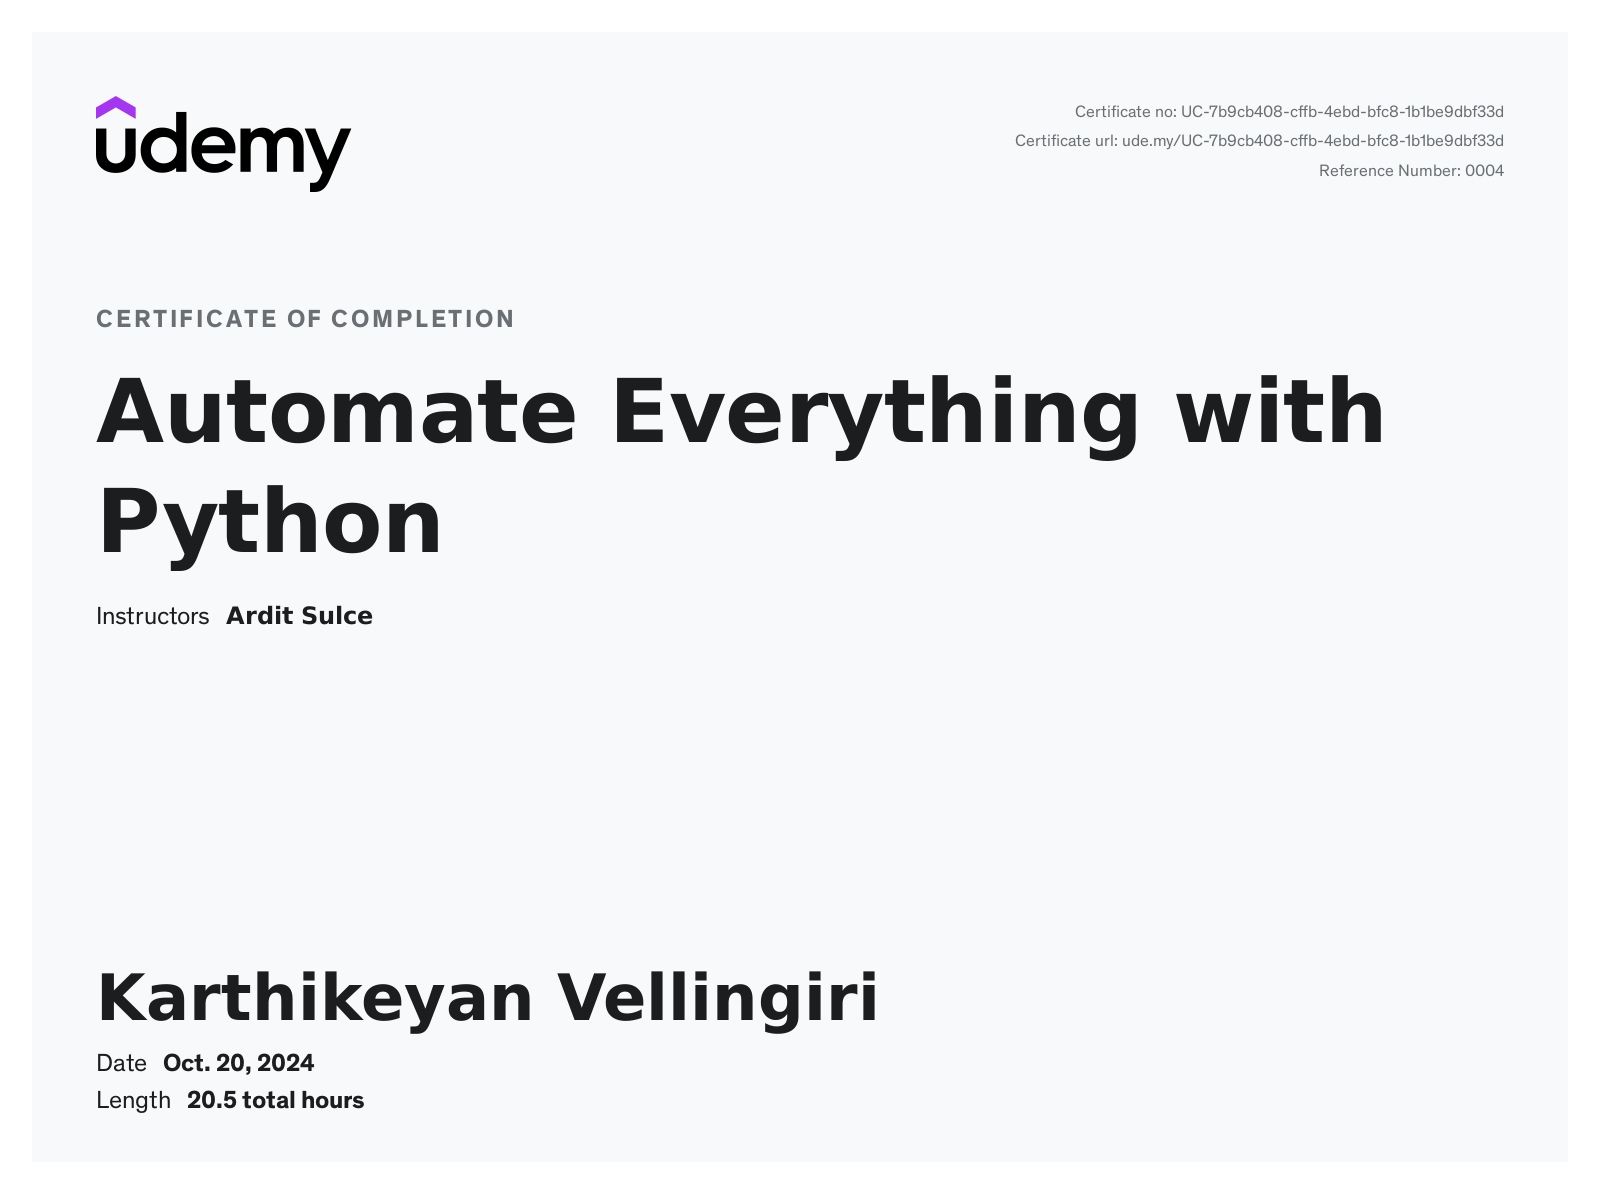 udemy
Certificate no: UC-7b9cb408-cffb-4ebd-bfc8-1b1be9dbf33d
Certificate url: ude.my/UC-7b9cb408-cffb-4ebd-bfc8-1b1be9dbf33d
Reference Number: 0004
CERTIFICATE OF COMPLETION
Automate Everything with
Python
Instructors Ardit Sulce
Karthikeyan Vellingiri
Date Oct. 20, 2024
Length 20.5 total hours